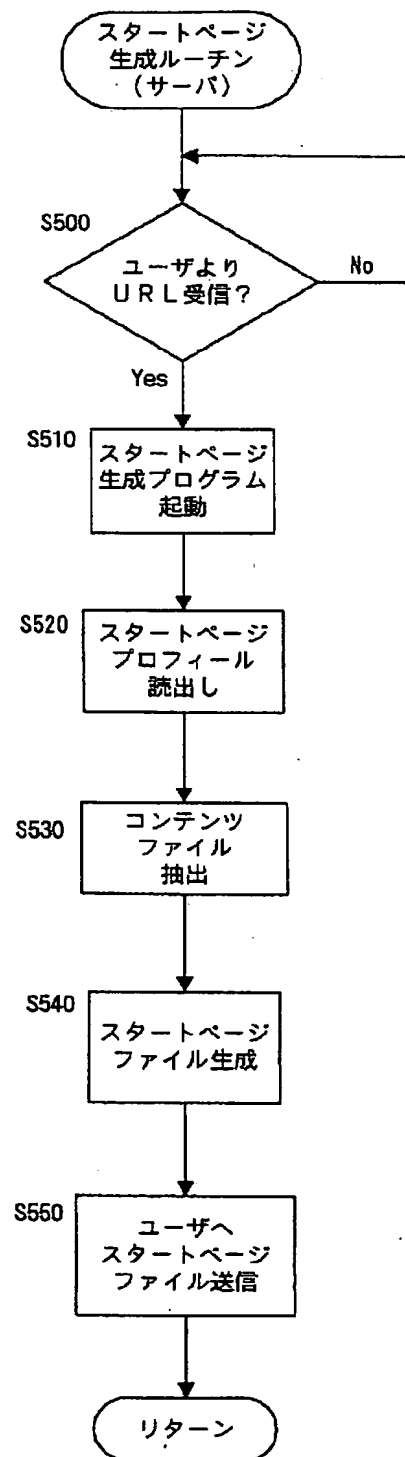 スタートページ
生成ルーチン
(サーバ)
S500
ユーザより
URL受信?
No
Yes
S510
スタートページ
生成プログラム
起動
S520
スタートページ
プロフィール
読出し
S530
コンテンツ
ファイル
抽出
S540
スタートページ
ファイル生成
S550
ユーザへ
スタートページ
ファイル送信
リターン